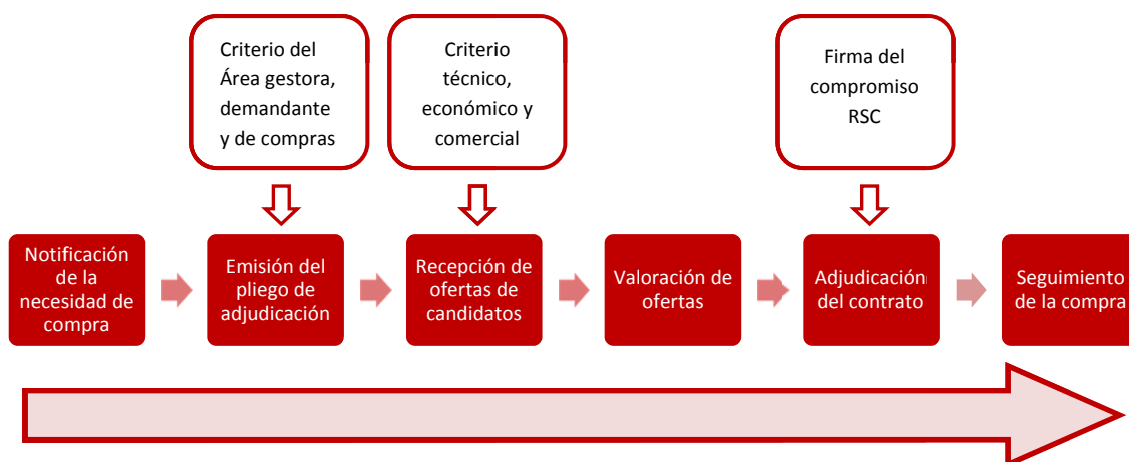 Criterio del
Área gestora,
demandante
y de compras
Criterio
técnico,
económico y
comercial
Firma del
compromiso
RSC
Notificación
de la
necesidad de
compra
Emisión del
pliego de
adjudicación
Recepción de
ofertas de
candidatos
Valoración de
ofertas
Adjudicación
del contrato
Seguimiento
de la compra